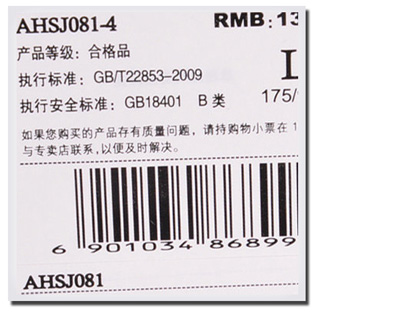 AHSJ081-4 RMB:13
产品等级：合格品
执行标准：GB/T22853-2009 L
执行安全标准：GB18401 B 类 175/
如果您购买的产品存有质量问题，请持购物小票在 1
与专卖店联系,以便及时解决。
6 901034 86899
AHSJ081